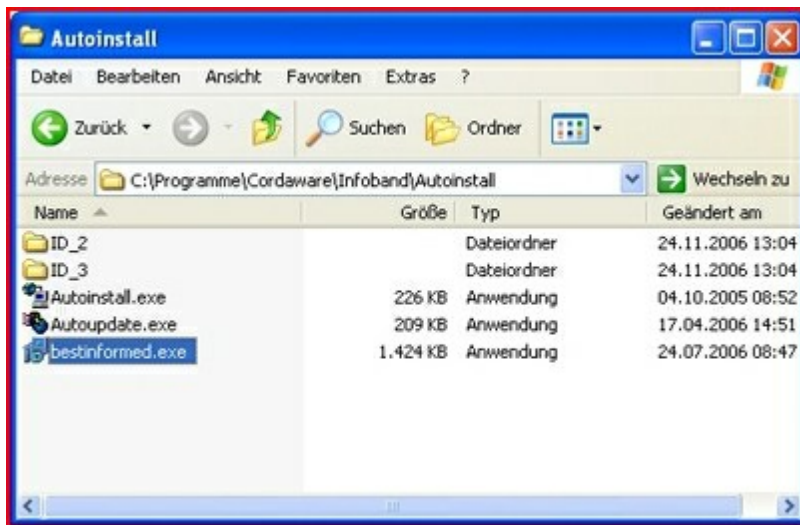 Autoinstall
Datei Bearbeiten Ansicht Favoriten Extras ?
Zurück Suchen Ordner
Adresse C:\Programme\Cordaware\Infoband\Autoinstall Wechseln zu
Name Größe Typ Geändert am
ID_2 Dateiordner 24.11.2006 13:04
ID_3 Dateiordner 24.11.2006 13:04
Autoinstall.exe 226 KB Anwendung 04.10.2005 08:52
Autoupdate.exe 209 KB Anwendung 17.04.2006 14:51
bestinformed.exe 1.424 KB Anwendung 24.07.2006 08:47